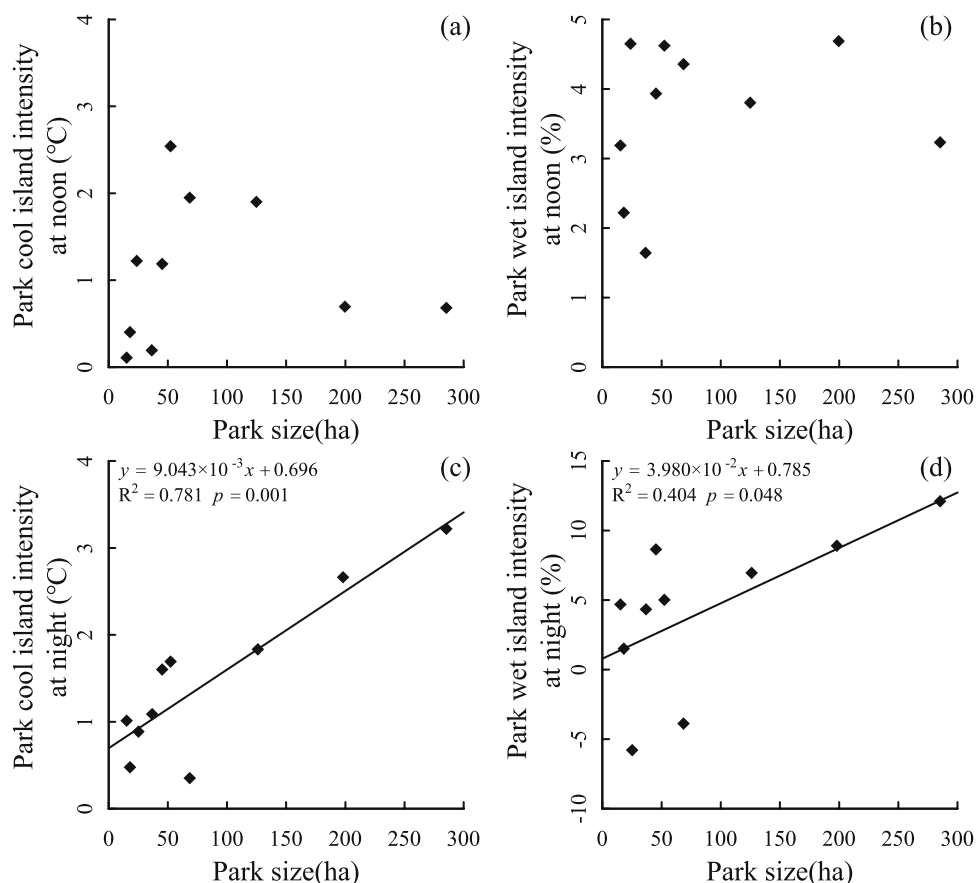 (a)
Park cool island intensity
at noon (℃)
0 1 2 3 4
0 50 100 150 200 250 300
Park size(ha)
(b)
Park wet island intensity
at noon (%)
0 1 2 3 4 5
0 50 100 150 200 250 300
Park size(ha)
(c)
y = 9.043×10⁻³x + 0.696
R² = 0.781 p = 0.001
Park cool island intensity
at night (℃)
0 1 2 3 4
0 50 100 150 200 250 300
Park size(ha)
(d)
y = 3.980×10⁻²x + 0.785
R² = 0.404 p = 0.048
Park wet island intensity
at night (%)
-10 -5 0 5 10 15
0 50 100 150 200 250 300
Park size(ha)